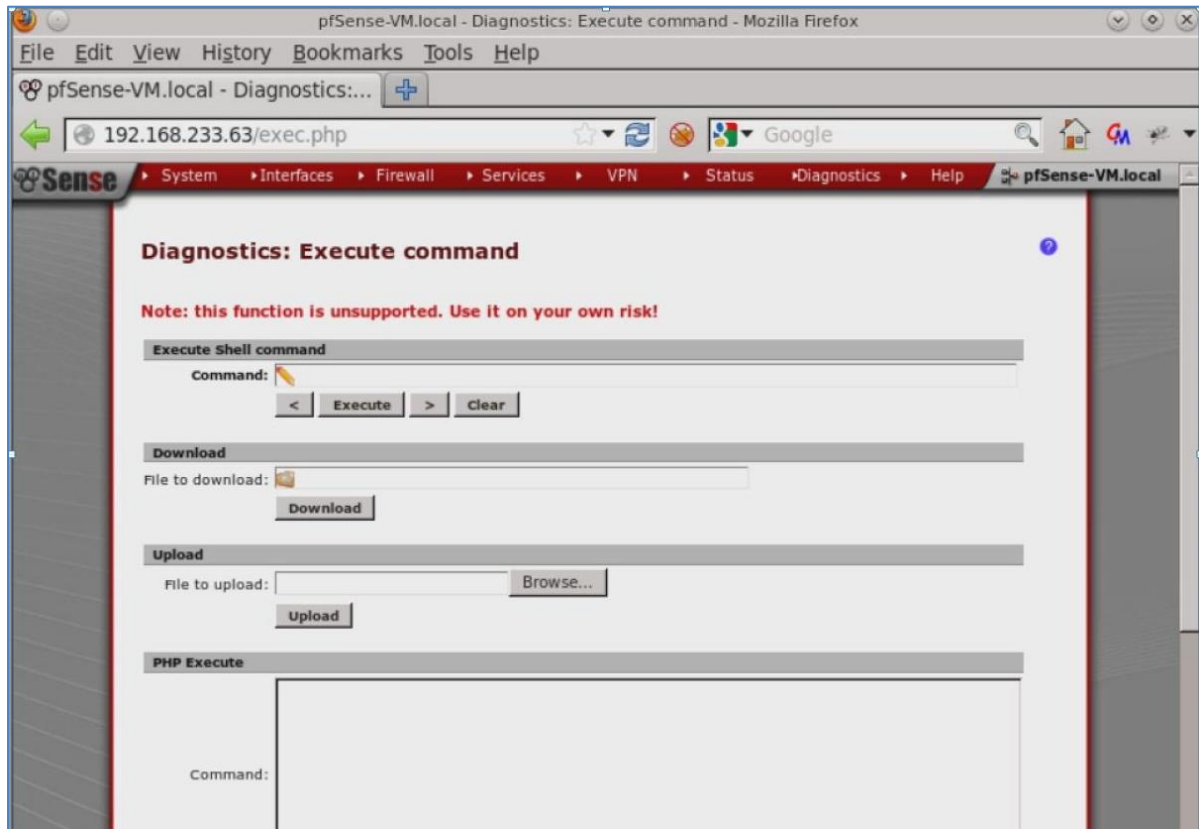 pfSense-VM.local - Diagnostics: Execute command - Mozilla Firefox
File Edit View History Bookmarks Tools Help
pfSense-VM.local - Diagnostics:...
192.168.233.63/exec.php Google
Sense System Interfaces Firewall Services VPN Status Diagnostics Help pfSense-VM.local
Diagnostics: Execute command
Note: this function is unsupported. Use it on your own risk!
Execute Shell command
Command:
< Execute > Clear
Download
File to download:
Download
Upload
File to upload: Browse...
Upload
PHP Execute
Command: